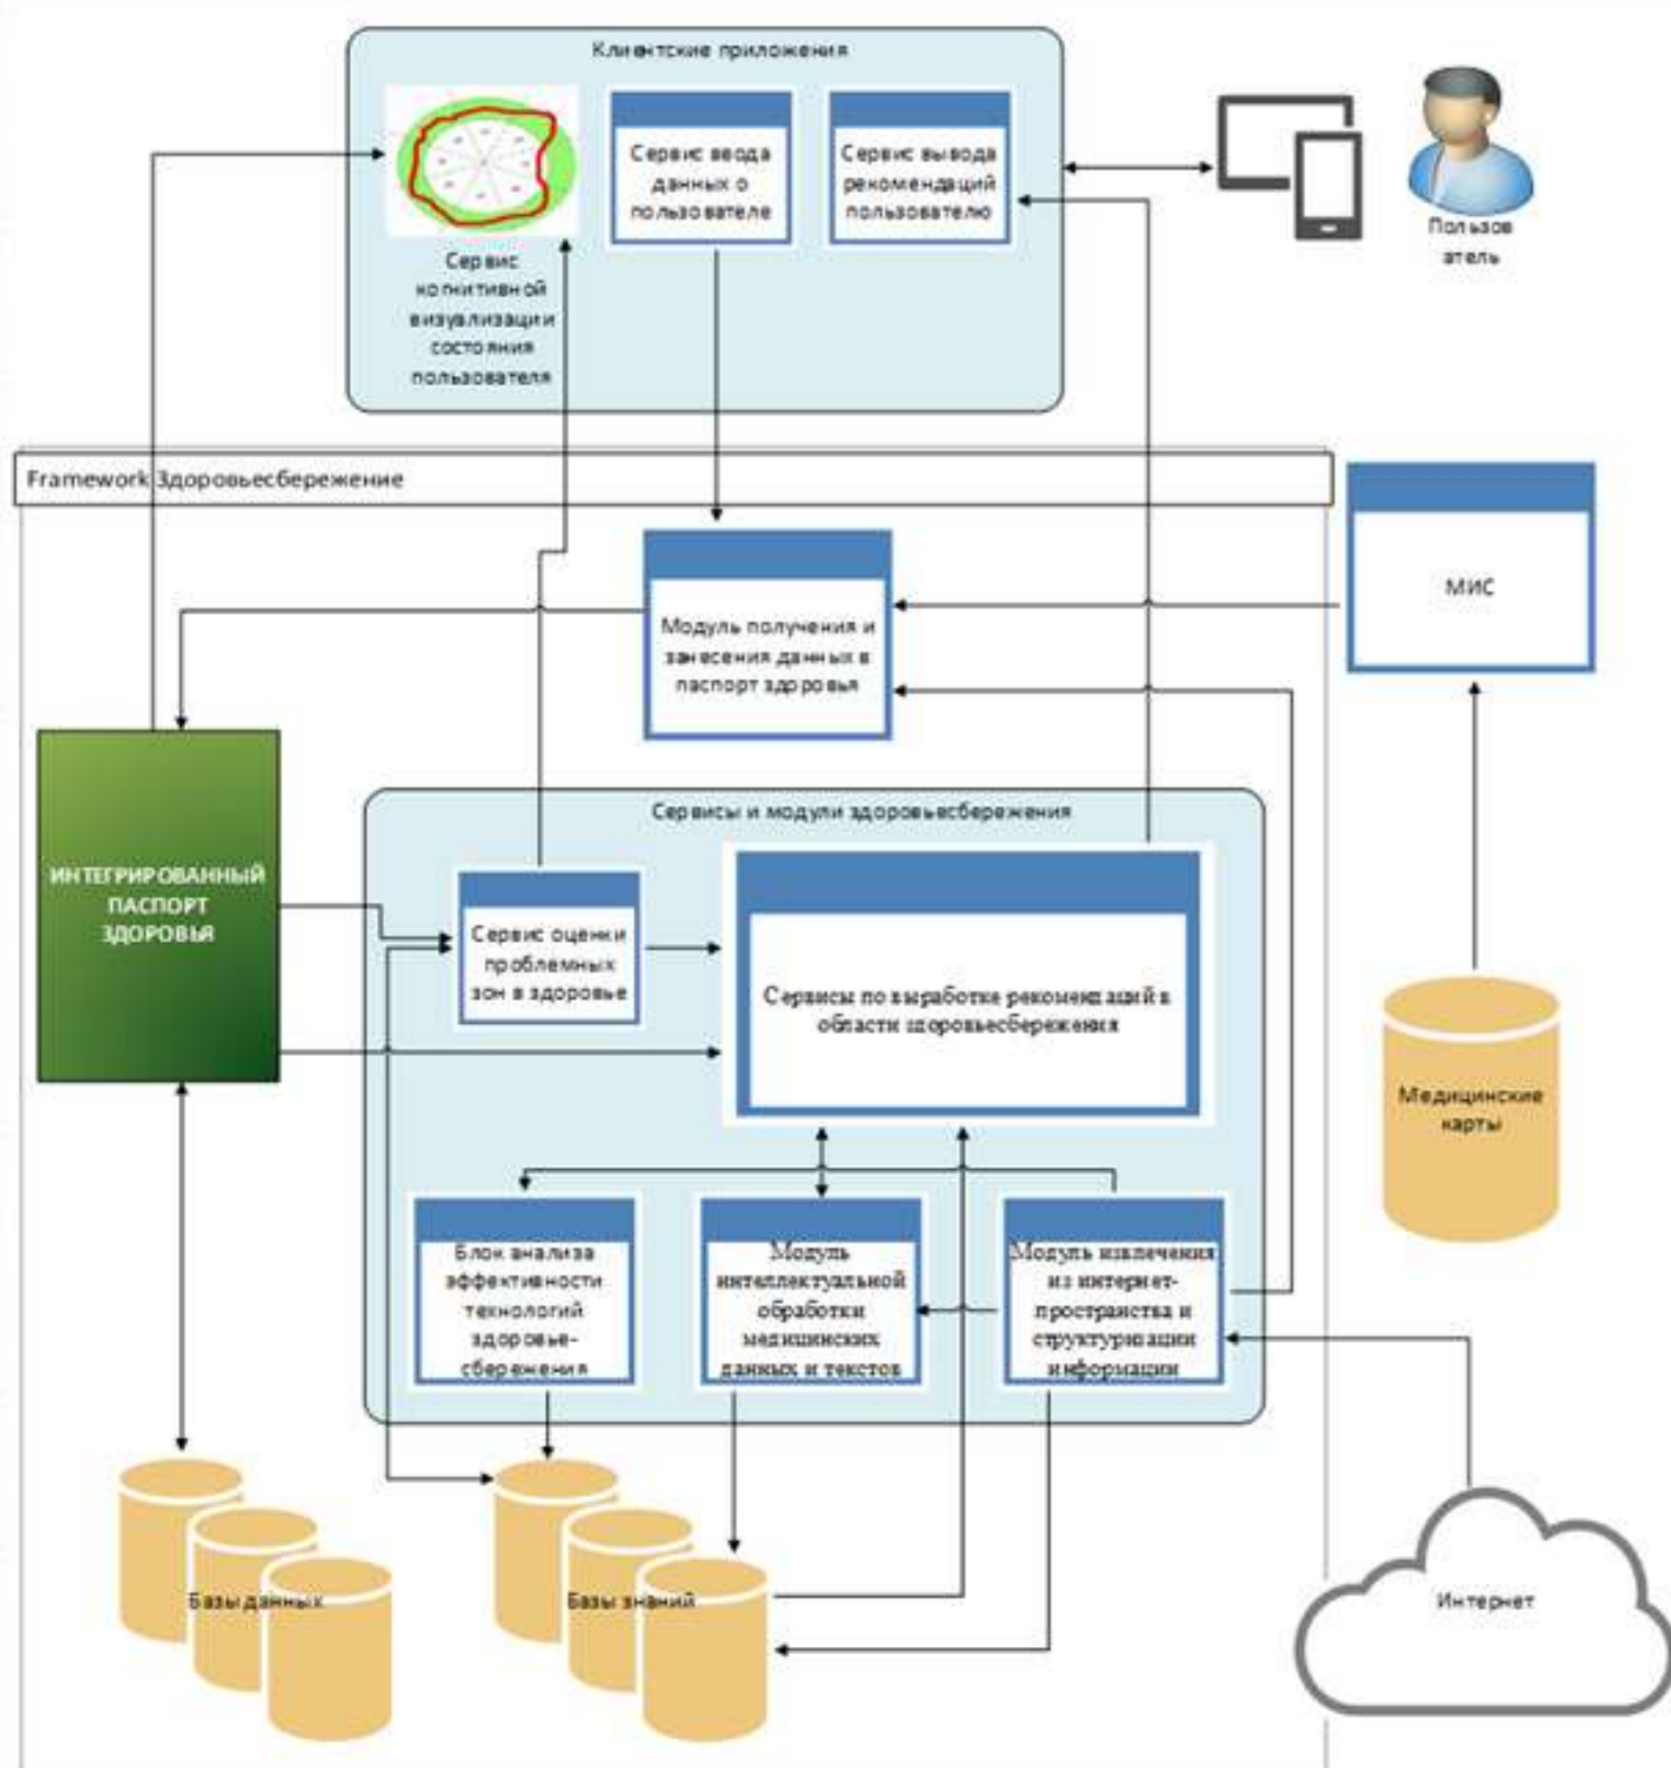 Клиентские приложения
Сервис
когнитивной
визуализации
состояния
пользователя
Сервис ввода
данных о
пользователе
Сервис вывода
рекомендаций
пользователю
Пользов
атель
Framework Здоровьесбережение
МИС
Модуль получения и
занесения данных в
паспорт здоровья
ИНТЕГРИРОВАННЫЙ
ПАСПОРТ
ЗДОРОВЬЯ
Сервисы и модули здоровьесбережения
Сервис оценки
проблемных
зон в здоровье
Сервисы по выработке рекомендаций в
области здоровьесбережения
Медицинские
карты
Блок анализа
эффективности
технологий
здоровье-
сбережения
Модуль
интеллектуальной
обработки
медицинских
данных и текстов
Модуль извлечения
из интернет-
пространства и
структуризации
информации
Базы данных
Базы знаний
Интернет